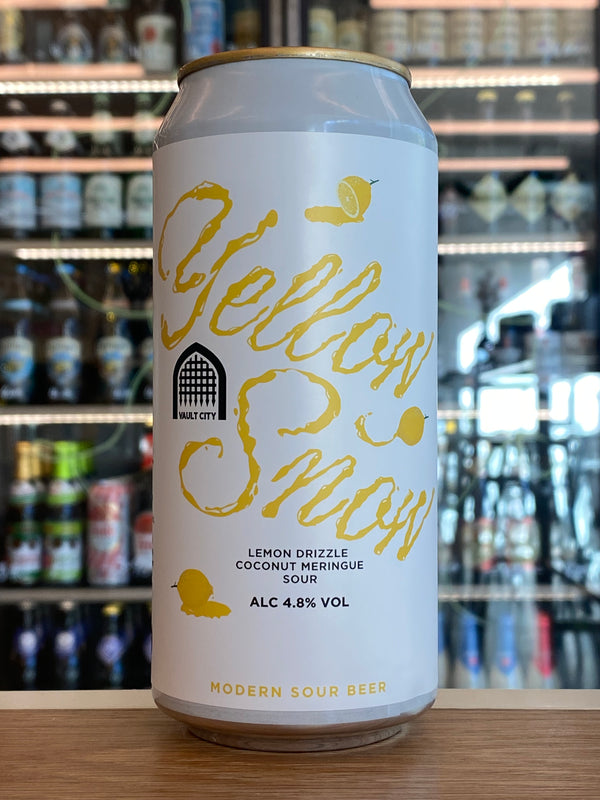 Yellow
Snow
VAULT CITY
LEMON DRIZZLE
COCONUT MERINGUE
SOUR
ALC 4.8% VOL
MODERN SOUR BEER